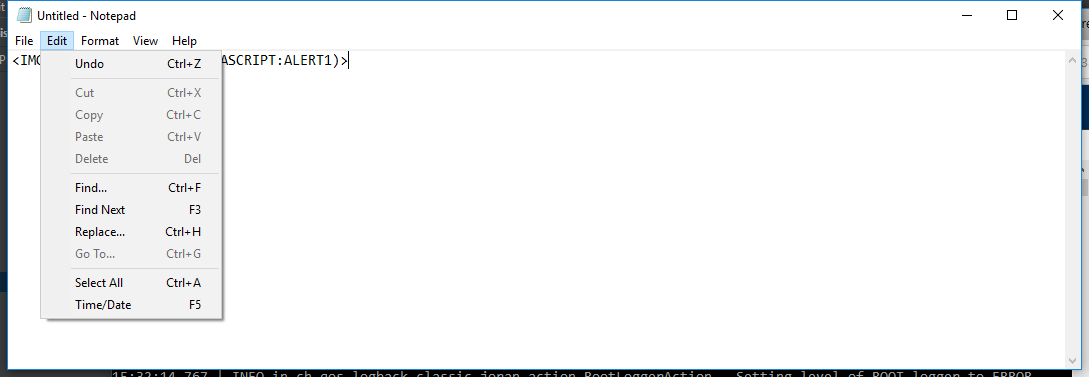 Untitled - Notepad
File Edit Format View Help
<IM ASCRIPT:ALERT1)>
Undo Ctrl+Z
Cut Ctrl+X
Copy Ctrl+C
Paste Ctrl+V
Delete Del
Find... Ctrl+F
Find Next F3
Replace... Ctrl+H
Go To... Ctrl+G
Select All Ctrl+A
Time/Date F5
15:32:14,767 | INFO in ch.qos.logback.classic.joran.action.RootLoggerAction - Setting level of ROOT logger to ERROR